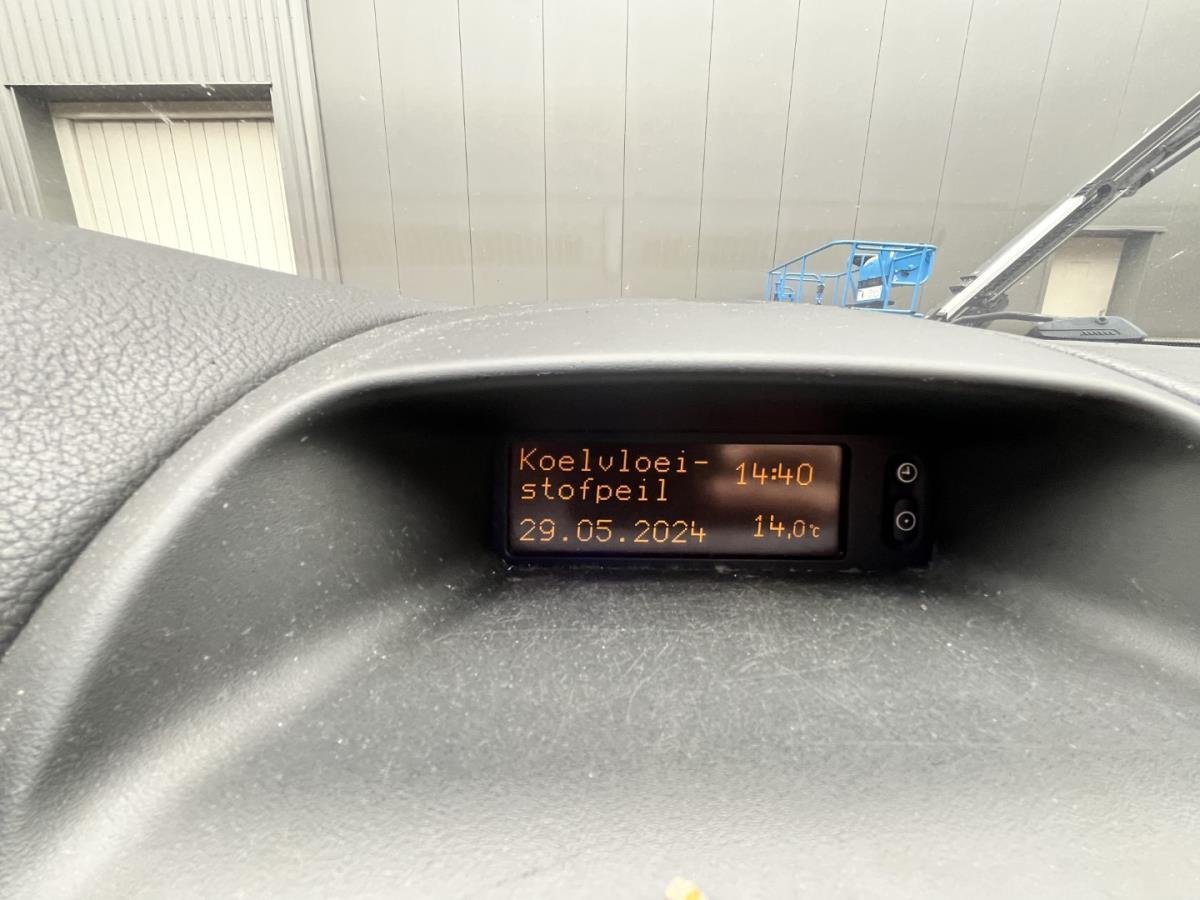 Koelvloei-
stofpeil
14:40
29.05.2024
14,0°C